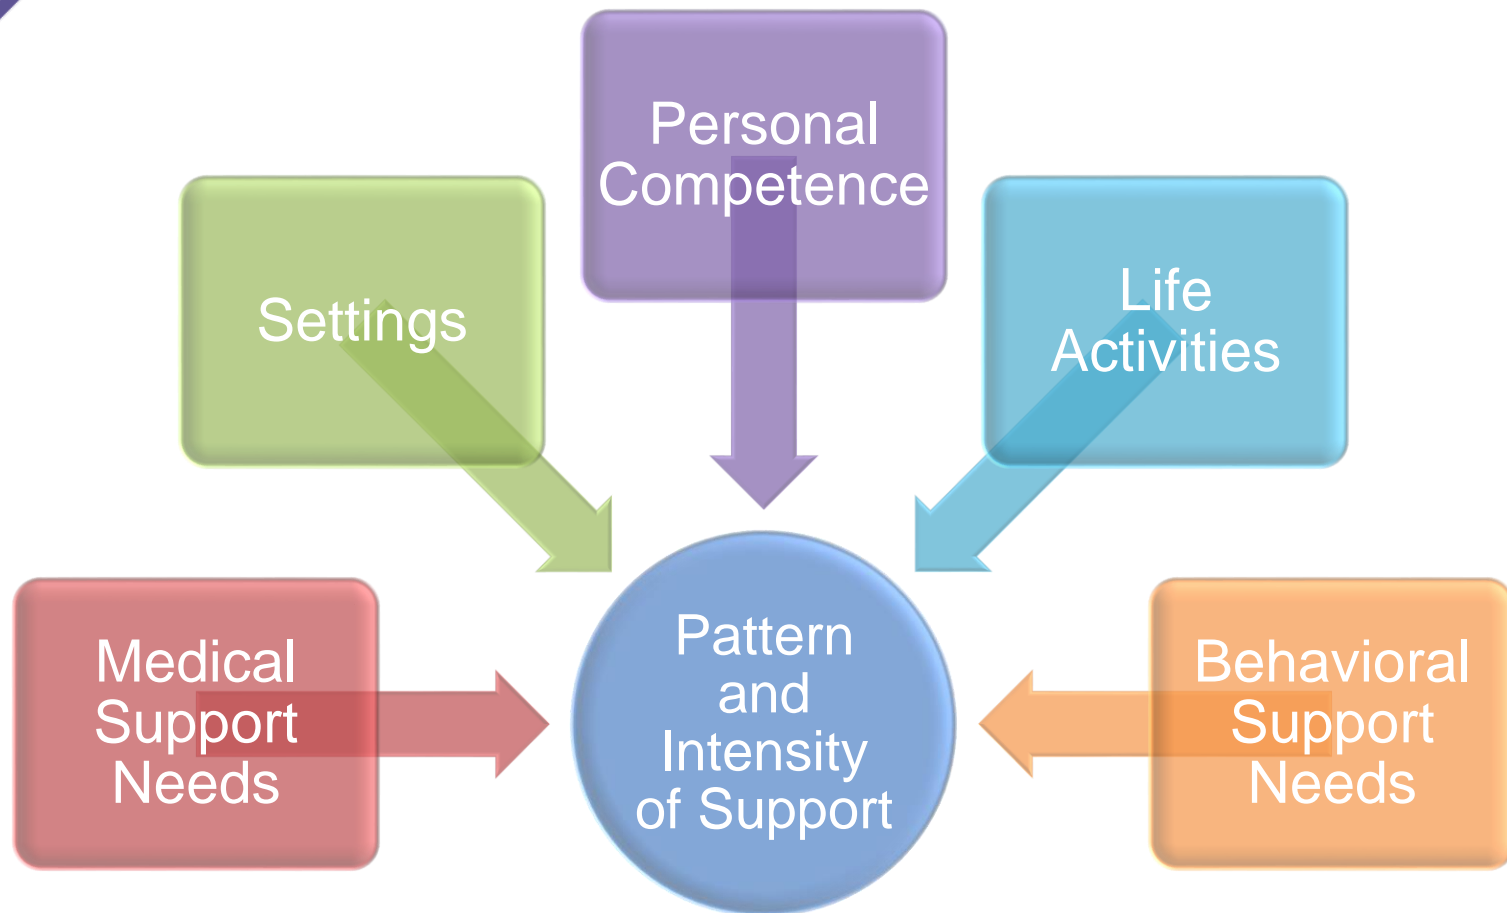 Personal
Competence
Settings
Life
Activities
Medical
Support
Needs
Pattern
and
Intensity
of Support
Behavioral
Support
Needs